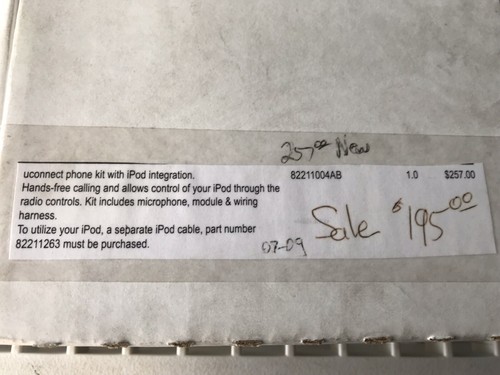 257.00 New
uconnect phone kit with iPod integration. 82211004AB 1.0 $257.00
Hands-free calling and allows control of your iPod through the
radio controls. Kit includes microphone, module & wiring
harness.
To utilize your iPod, a separate iPod cable, part number
82211263 must be purchased.
07-09 Sale $195.00